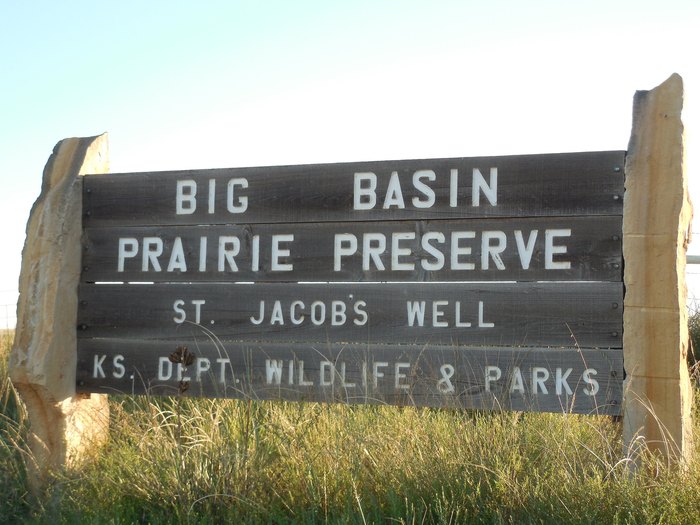 BIG BASIN
PRAIRIE PRESERVE
ST. JACOB'S WELL
KS. DEPT. WILDLIFE & PARKS